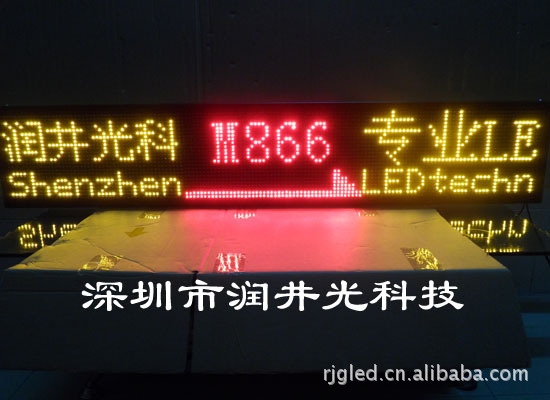 润井光科 M866 专业LE
Shenzhen LEDtechn
深圳市润井光科技
rjgled.cn.alibaba.com